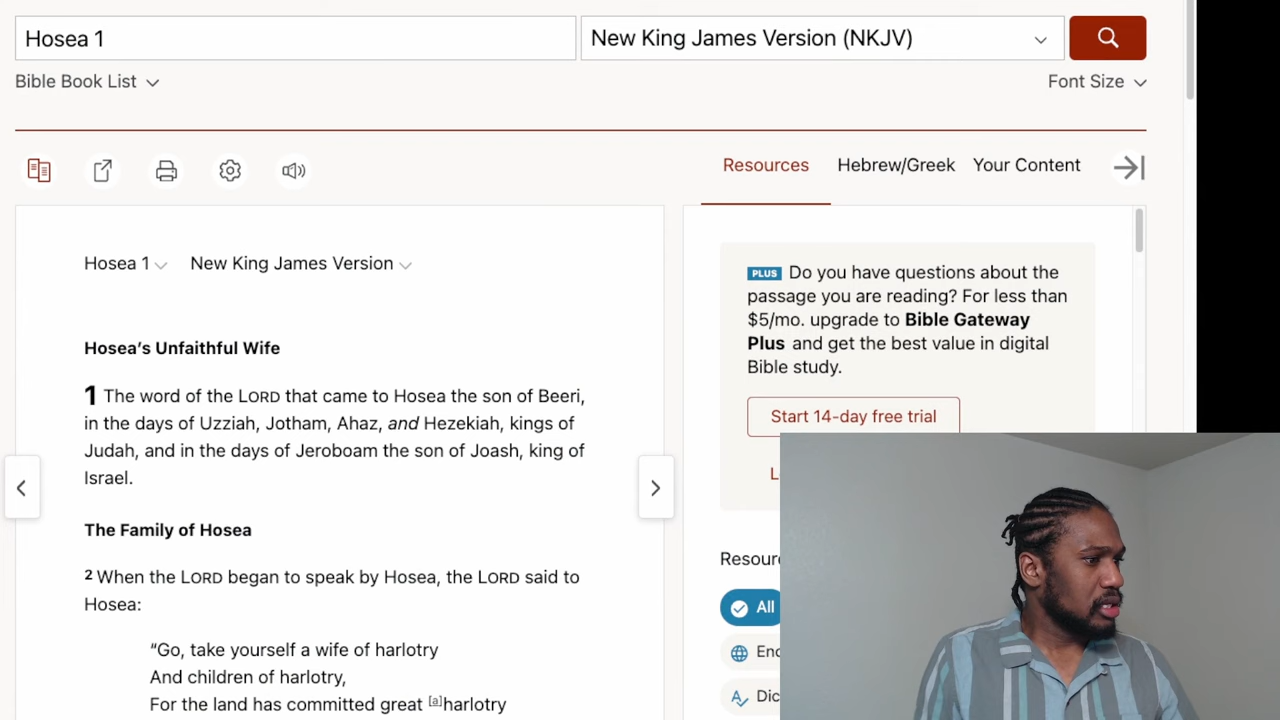 Hosea 1
New King James Version (NKJV)
Bible Book List
Font Size
Resources
Hebrew/Greek
Your Content
Hosea 1
New King James Version
Hosea's Unfaithful Wife
1 The word of the LORD that came to Hosea the son of Beeri,
in the days of Uzziah, Jotham, Ahaz, and Hezekiah, kings of
Judah, and in the days of Jeroboam the son of Joash, king of
Israel.
The Family of Hosea
2 When the LORD began to speak by Hosea, the LORD said to
Hosea:
“Go, take yourself a wife of harlotry
And children of harlotry,
For the land has committed great [a]harlotry
PLUS Do you have questions about the
passage you are reading? For less than
$5/mo. upgrade to Bible Gateway
Plus and get the best value in digital
Bible study.
Start 14-day free trial
All